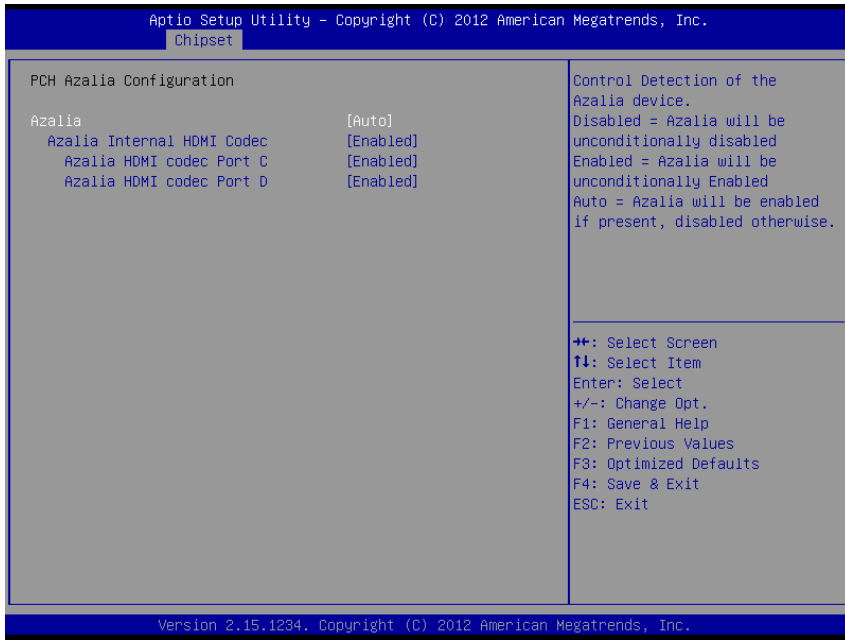 Aptio Setup Utility – Copyright (C) 2012 American Megatrends, Inc.
Chipset
PCH Azalia Configuration
Azalia [Auto]
Azalia Internal HDMI Codec [Enabled]
Azalia HDMI codec Port C [Enabled]
Azalia HDMI codec Port D [Enabled]
Control Detection of the
Azalia device.
Disabled = Azalia will be
unconditionally disabled
Enabled = Azalia will be
unconditionally Enabled
Auto = Azalia will be enabled
if present, disabled otherwise.
→←: Select Screen
↑↓: Select Item
Enter: Select
+/-: Change Opt.
F1: General Help
F2: Previous Values
F3: Optimized Defaults
F4: Save & Exit
ESC: Exit
Version 2.15.1234. Copyright (C) 2012 American Megatrends, Inc.